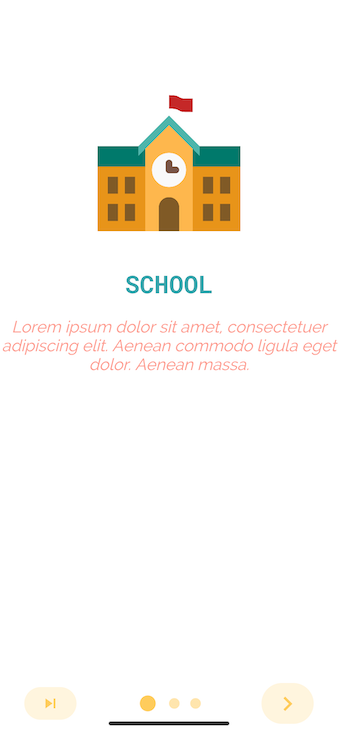 SCHOOL
Lorem ipsum dolor sit amet, consectetuer
adipiscing elit. Aenean commodo ligula eget
dolor. Aenean massa.